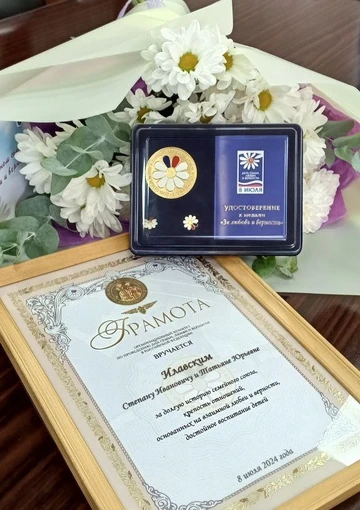 8 ИЮЛЯ
УДОСТОВЕРЕНИЕ
к медали
«За любовь и верность»
ГРАМОТА
ВРУЧАЕТСЯ
Илавским
Степану Ивановичу и Татьяне Юрьевне
за долгую историю семейного союза,
крепость отношений,
основанных на взаимной любви и верности,
достойное воспитание детей
8 июля 2024 года